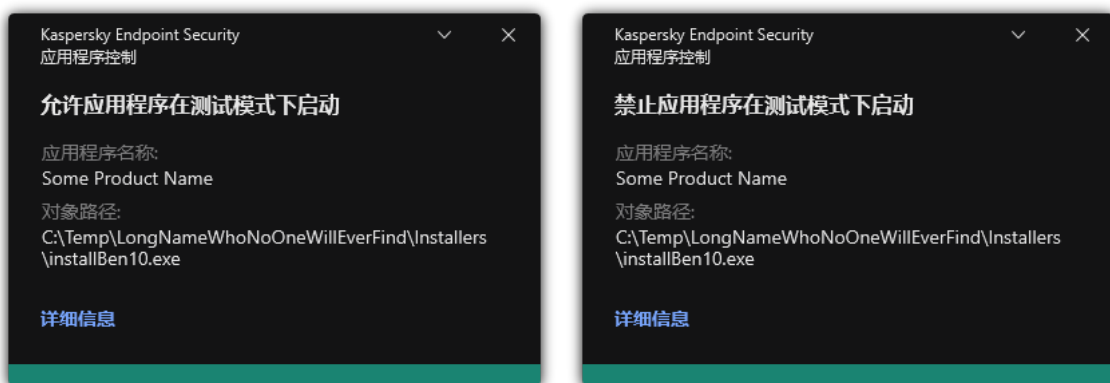 Kaspersky Endpoint Security
应用程序控制
允许应用程序在测试模式下启动
应用程序名称:
Some Product Name
对象路径:
C:\Temp\LongNameWhoNoOneWillEverFind\Installers
\installBen10.exe
详细信息
Kaspersky Endpoint Security
应用程序控制
禁止应用程序在测试模式下启动
应用程序名称:
Some Product Name
对象路径:
C:\Temp\LongNameWhoNoOneWillEverFind\Installers
\installBen10.exe
详细信息